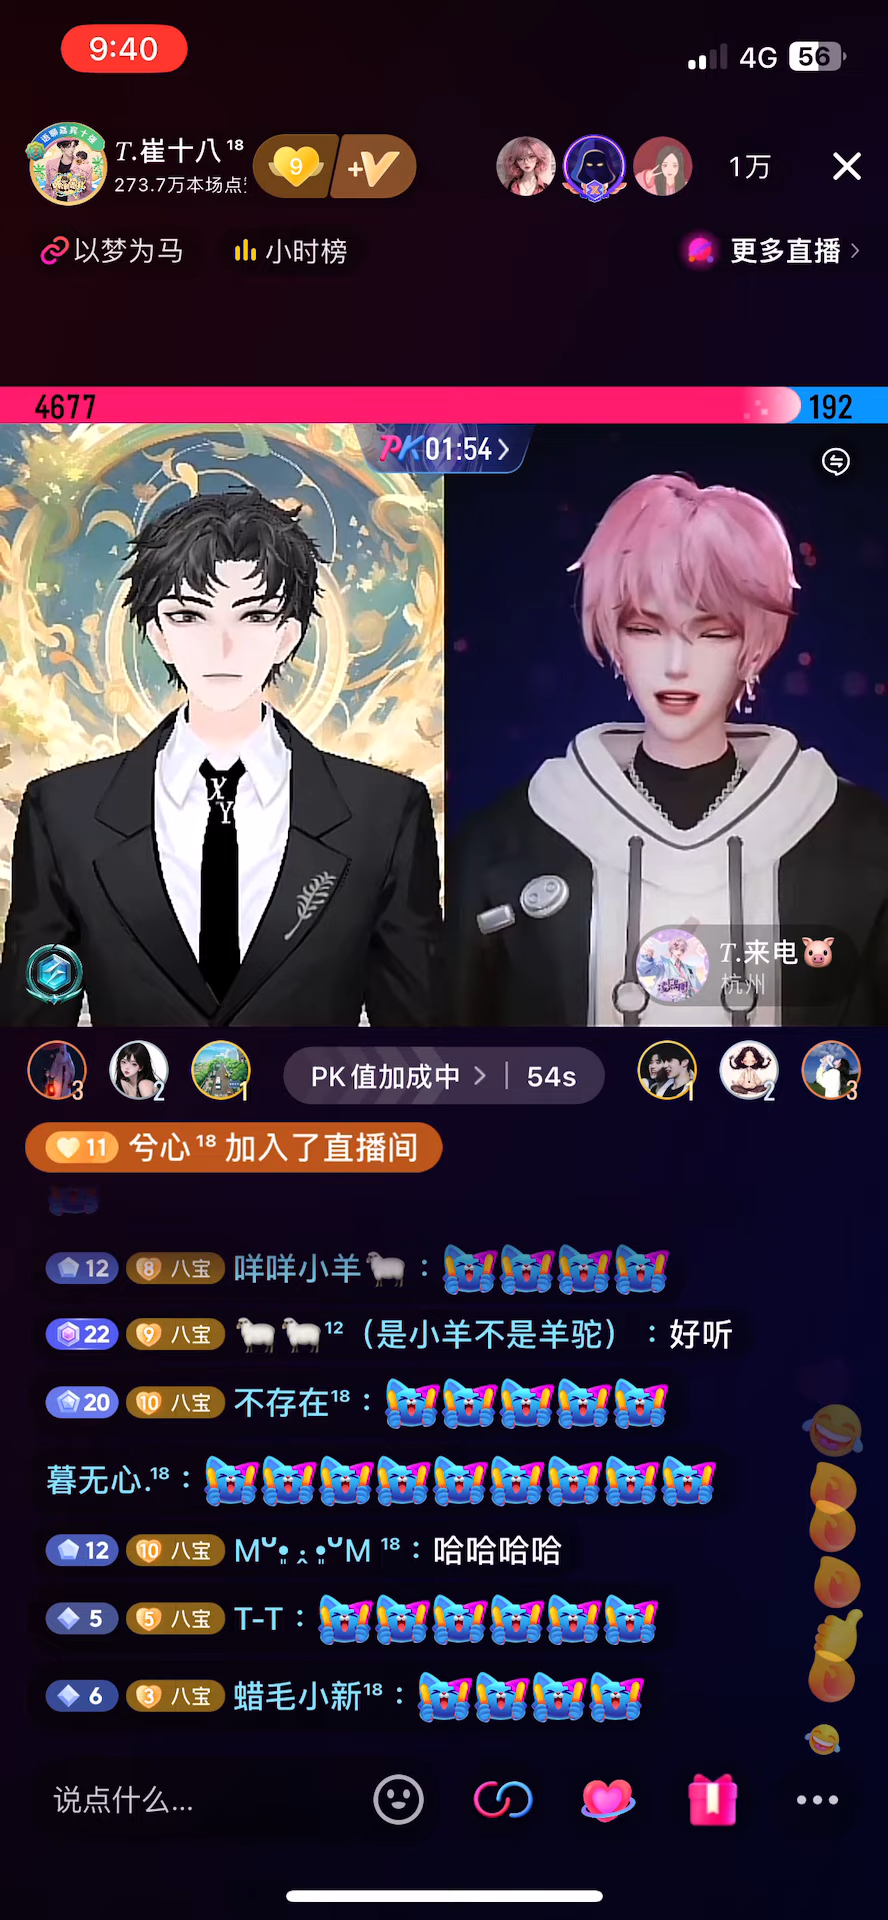 9:40
4G 56
T.崔十八 18
273.7万本场点
9
+V
1万
以梦为马
小时榜
更多直播
4677
192
PK 01:54
X
Y
T.来电🐷
杭州
3
2
1
PK值加成中 | 54s
1
2
3
11 兮心 18 加入了直播间
12 8 八宝 咩咩小羊🐑：
22 9 八宝 🐑🐑12（是小羊不是羊驼）：好听
20 10 八宝 不存在18：
暮无心.18：
12 10 八宝 Mᐡ•͈ ‸ •͈ᐡM 18：哈哈哈哈
5 5 八宝 T-T：
6 3 八宝 蜡毛小新18：
说点什么...